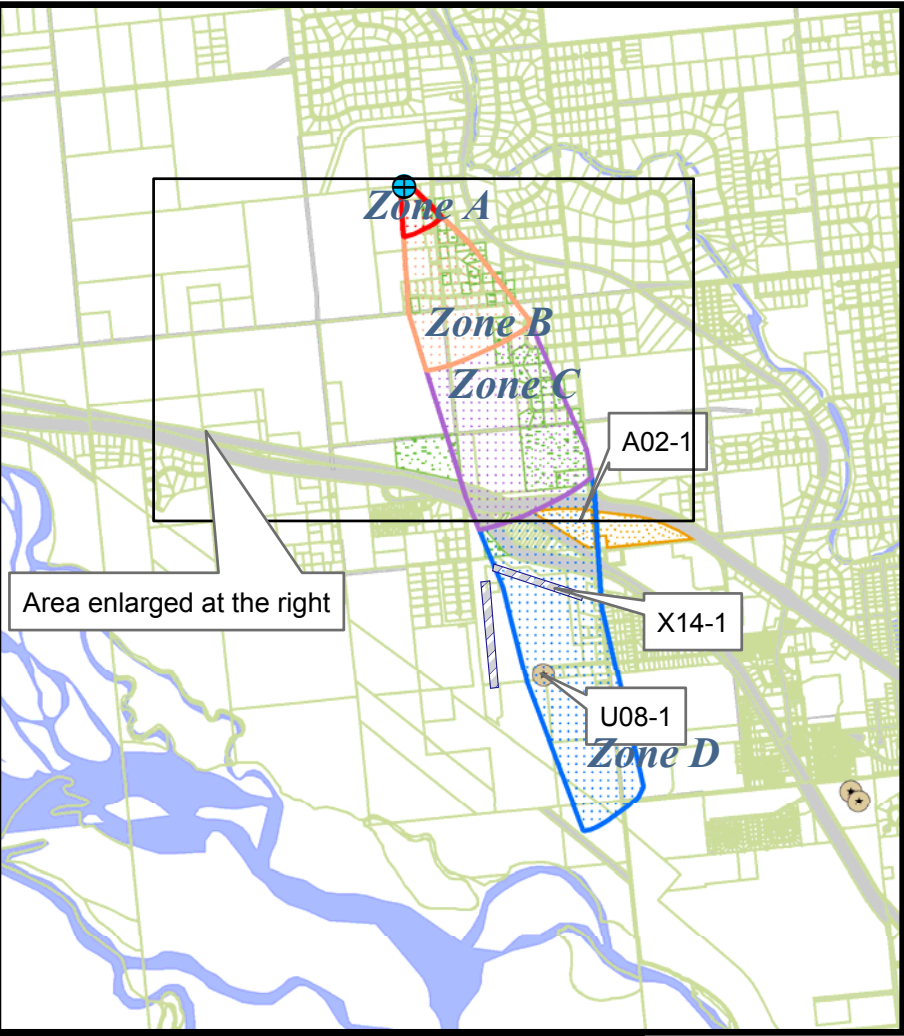 Zone A
Zone B
Zone C
A02-1
Area enlarged at the right
X14-1
U08-1
Zone D